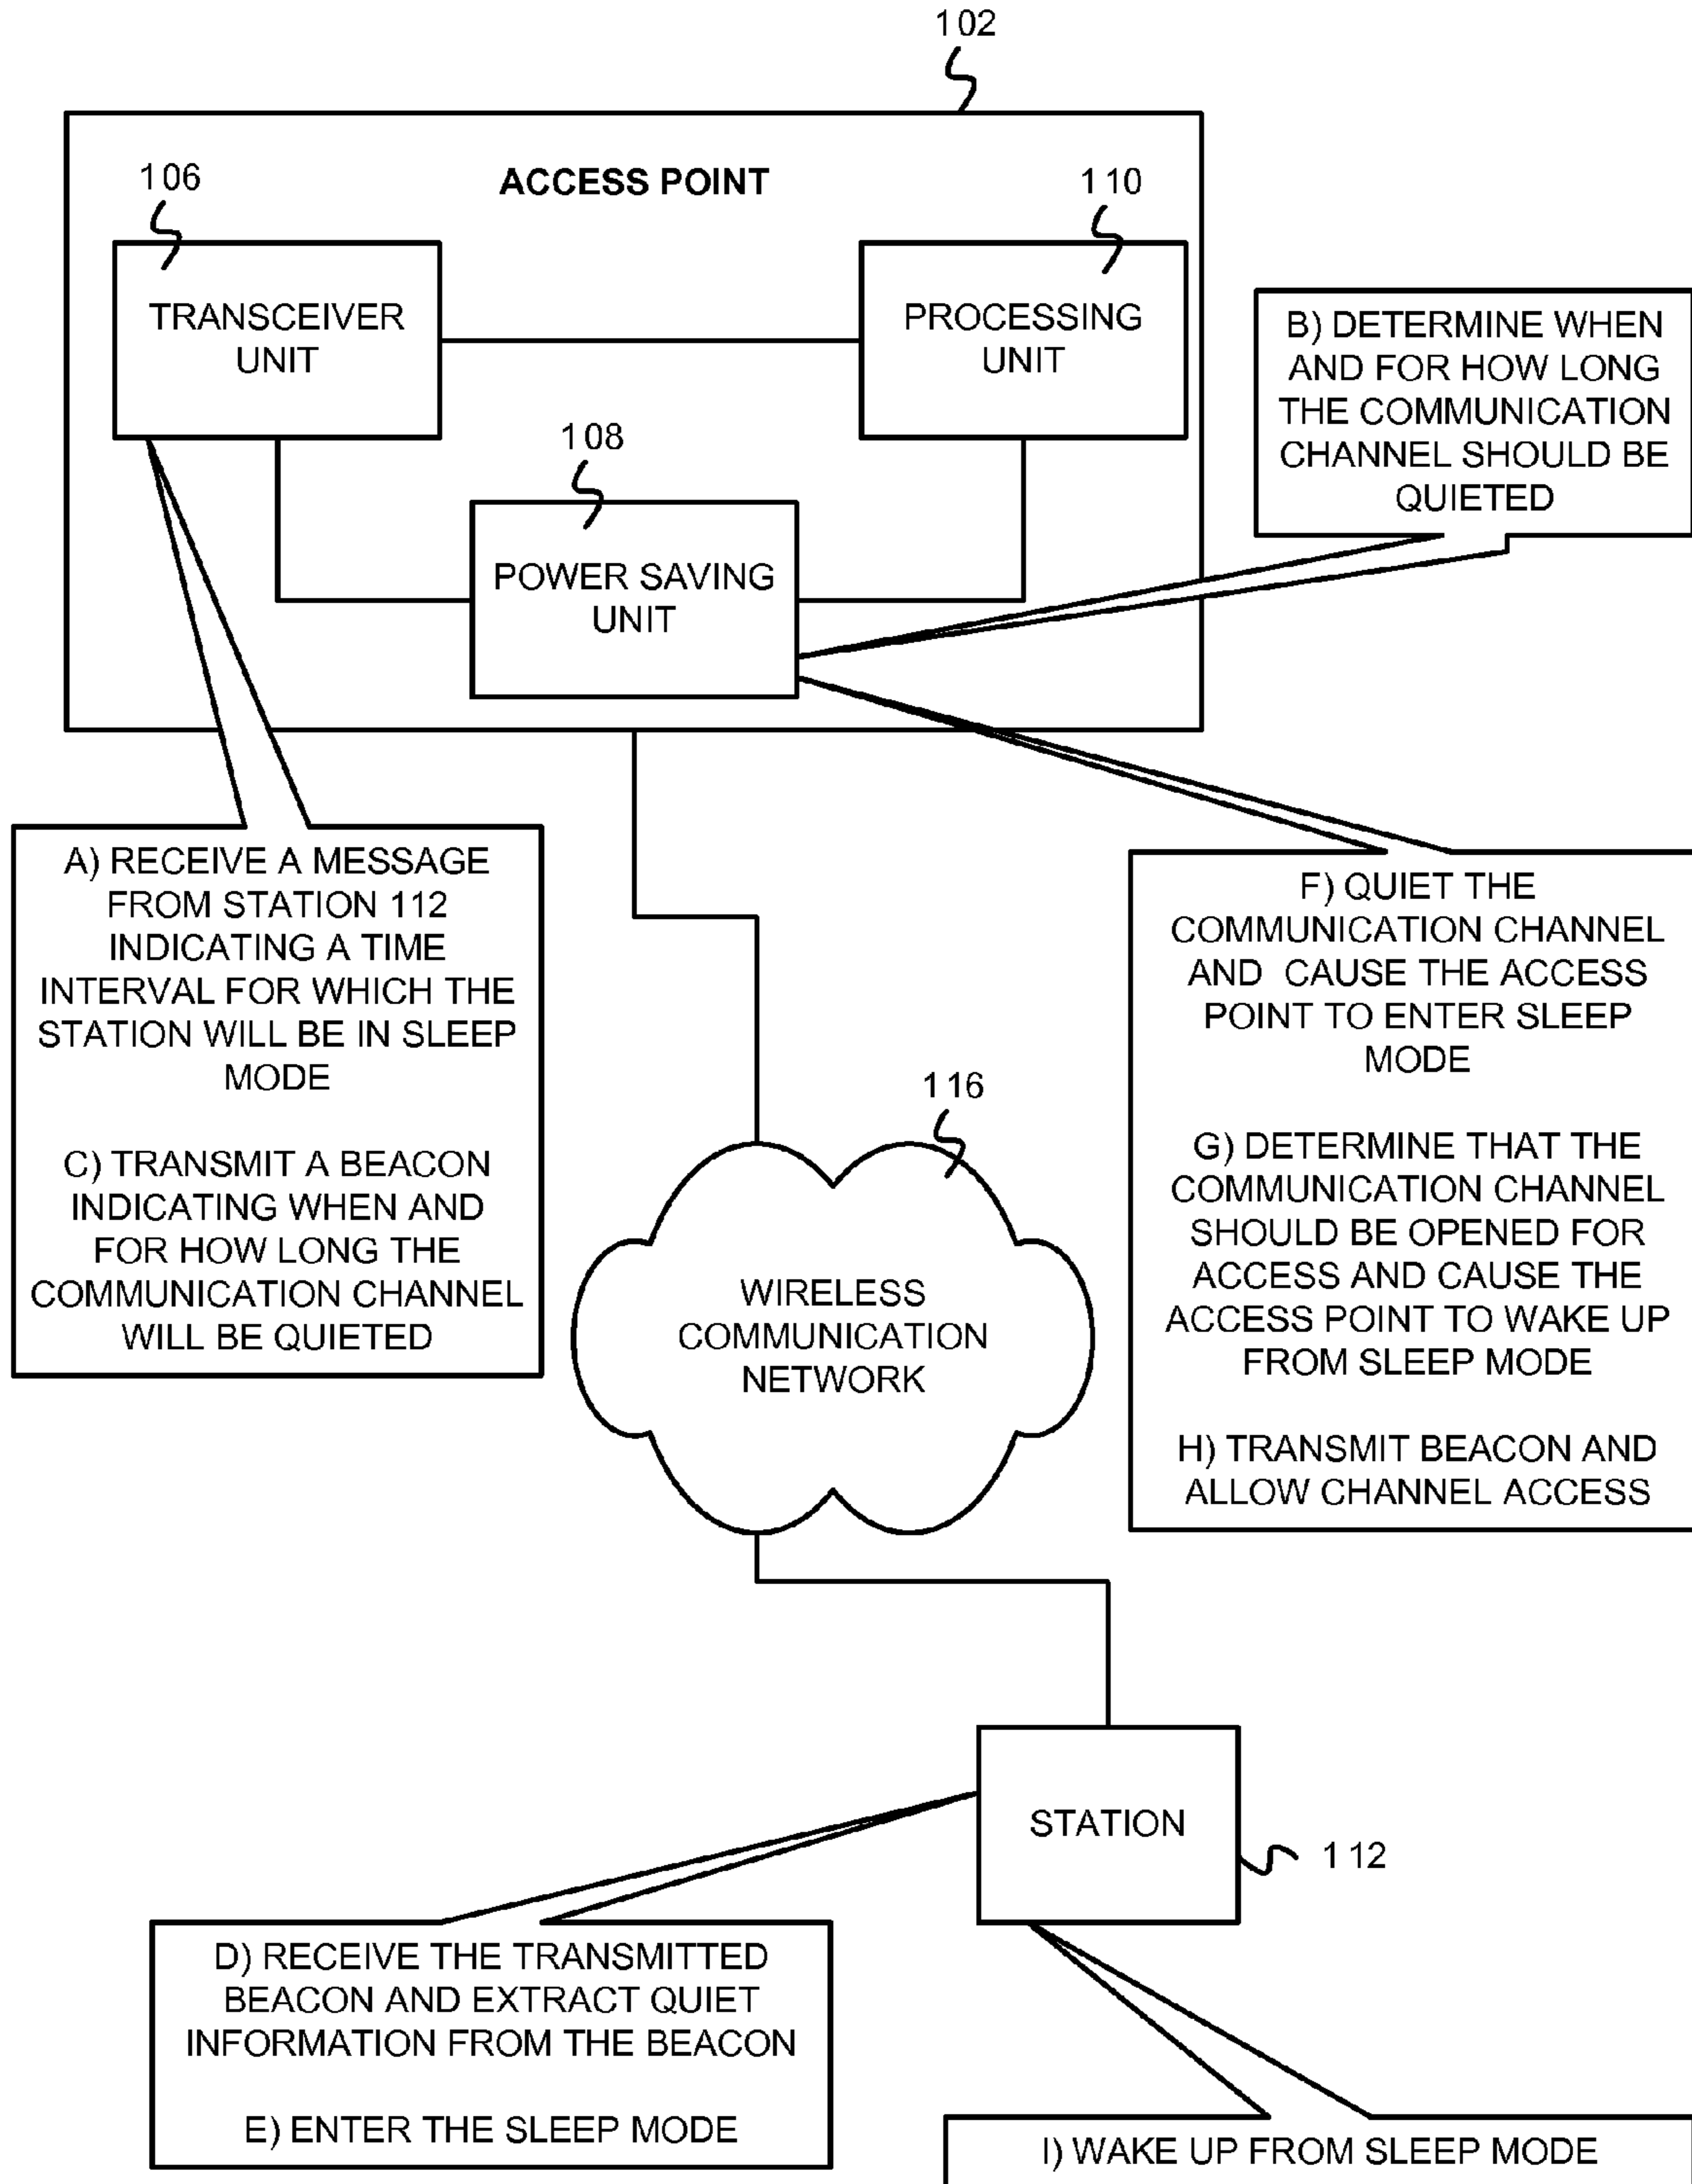 102
ACCESS POINT
106
110
TRANSCEIVER
UNIT
PROCESSING
UNIT
108
POWER SAVING
UNIT
B) DETERMINE WHEN
AND FOR HOW LONG
THE COMMUNICATION
CHANNEL SHOULD BE
QUIETED
A) RECEIVE A MESSAGE
FROM STATION 112
INDICATING A TIME
INTERVAL FOR WHICH THE
STATION WILL BE IN SLEEP
MODE
C) TRANSMIT A BEACON
INDICATING WHEN AND
FOR HOW LONG THE
COMMUNICATION CHANNEL
WILL BE QUIETED
F) QUIET THE
COMMUNICATION CHANNEL
AND CAUSE THE ACCESS
POINT TO ENTER SLEEP
MODE
G) DETERMINE THAT THE
COMMUNICATION CHANNEL
SHOULD BE OPENED FOR
ACCESS AND CAUSE THE
ACCESS POINT TO WAKE UP
FROM SLEEP MODE
H) TRANSMIT BEACON AND
ALLOW CHANNEL ACCESS
116
WIRELESS
COMMUNICATION
NETWORK
STATION
112
D) RECEIVE THE TRANSMITTED
BEACON AND EXTRACT QUIET
INFORMATION FROM THE BEACON
E) ENTER THE SLEEP MODE
I) WAKE UP FROM SLEEP MODE